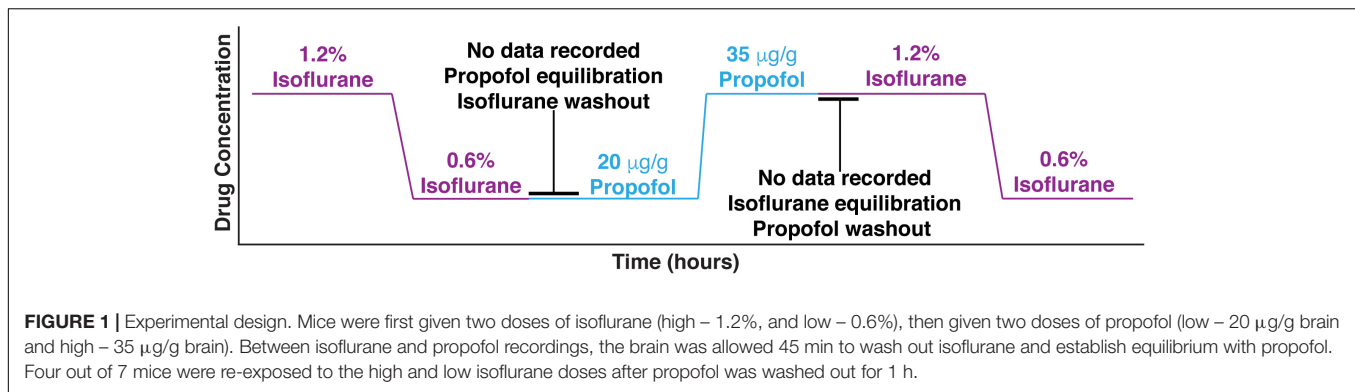 1.2%
Isoflurane
0.6%
Isoflurane
No data recorded
Propofol equilibration
Isoflurane washout
20 μg/g
Propofol
35 μg/g
Propofol
No data recorded
Isoflurane equilibration
Propofol washout
1.2%
Isoflurane
0.6%
Isoflurane
Drug Concentration
Time (hours)
FIGURE 1 | Experimental design. Mice were first given two doses of isoflurane (high – 1.2%, and low – 0.6%), then given two doses of propofol (low – 20 μg/g brain
and high – 35 μg/g brain). Between isoflurane and propofol recordings, the brain was allowed 45 min to wash out isoflurane and establish equilibrium with propofol.
Four out of 7 mice were re-exposed to the high and low isoflurane doses after propofol was washed out for 1 h.